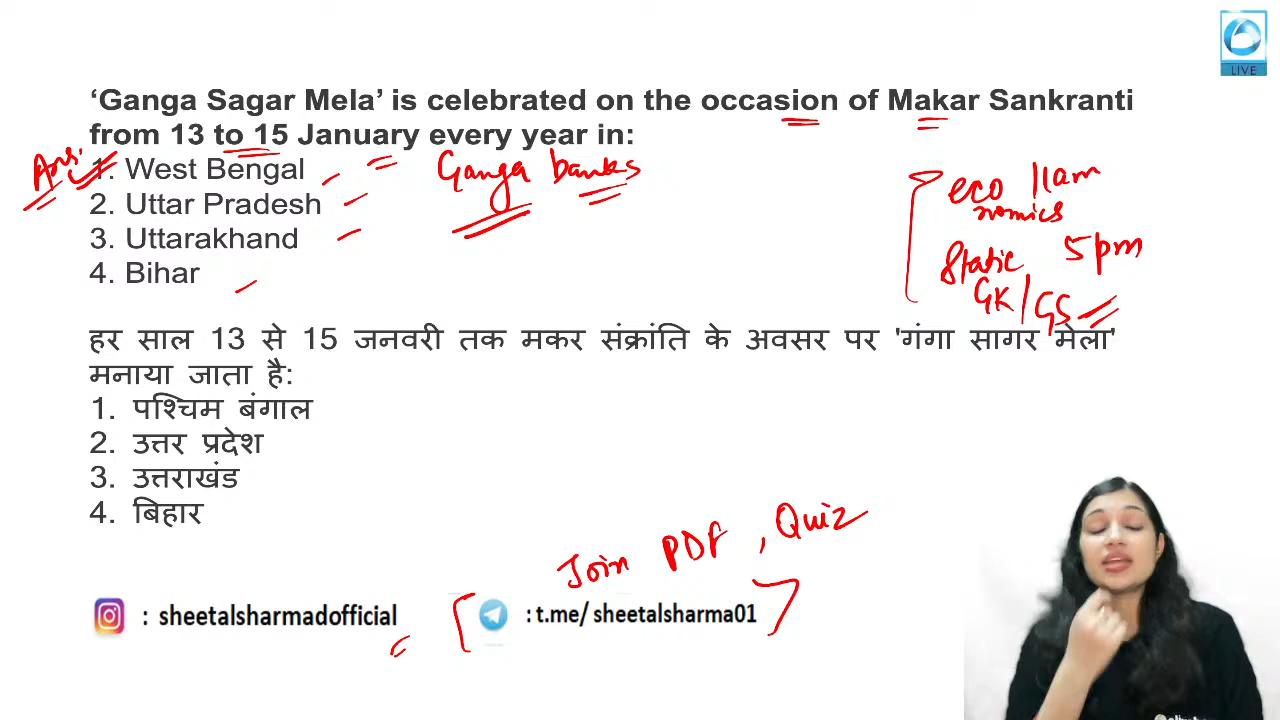 LIVE
‘Ganga Sagar Mela’ is celebrated on the occasion of Makar Sankranti
from 13 to 15 January every year in:
Ans. 1. West Bengal
Ganga banks
2. Uttar Pradesh
3. Uttarakhand
4. Bihar
eco 11am
nomics
Static 5pm
GK/GS
हर साल 13 से 15 जनवरी तक मकर संक्रांति के अवसर पर 'गंगा सागर मेला'
मनाया जाता है:
1. पश्चिम बंगाल
2. उत्तर प्रदेश
3. उत्तराखंड
4. बिहार
Join PDF , Quiz
: sheetalsharmadofficial
: t.me/ sheetalsharma01